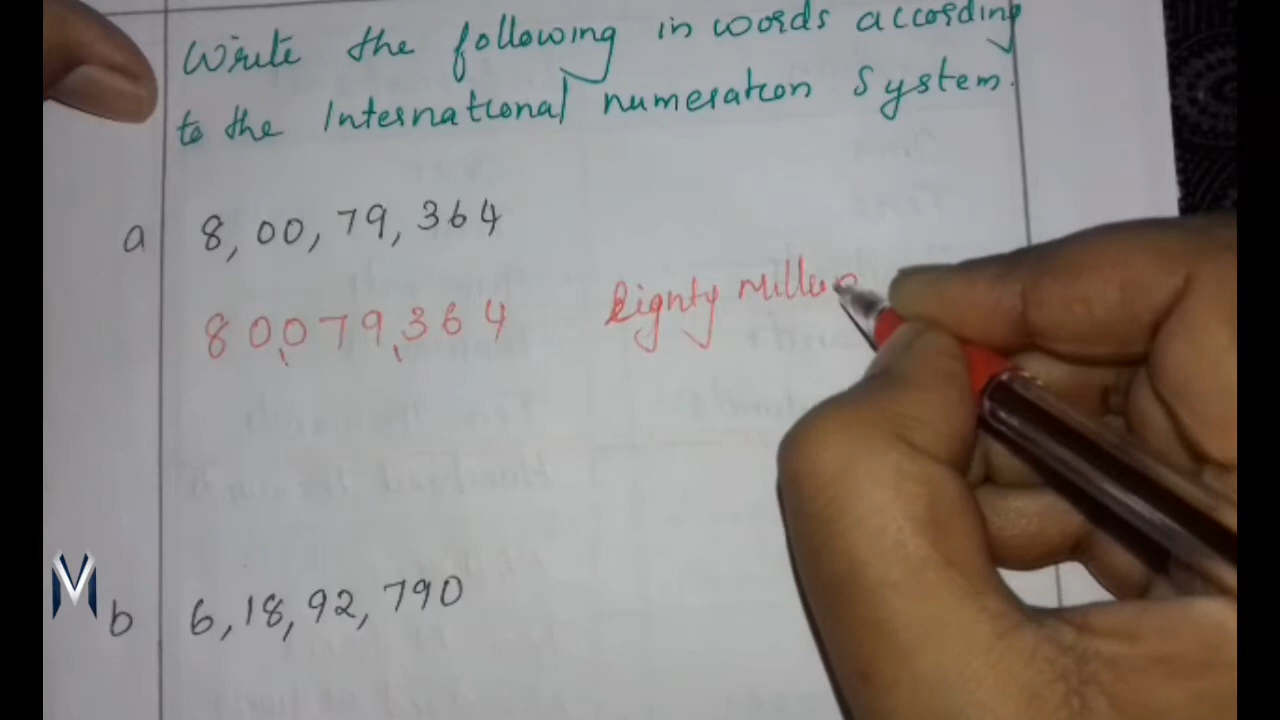 Write the following in words according
to the International numeration system.
a 8,00,79,364
80,079,364 Eighty Millio
b 6,18,92,790
M